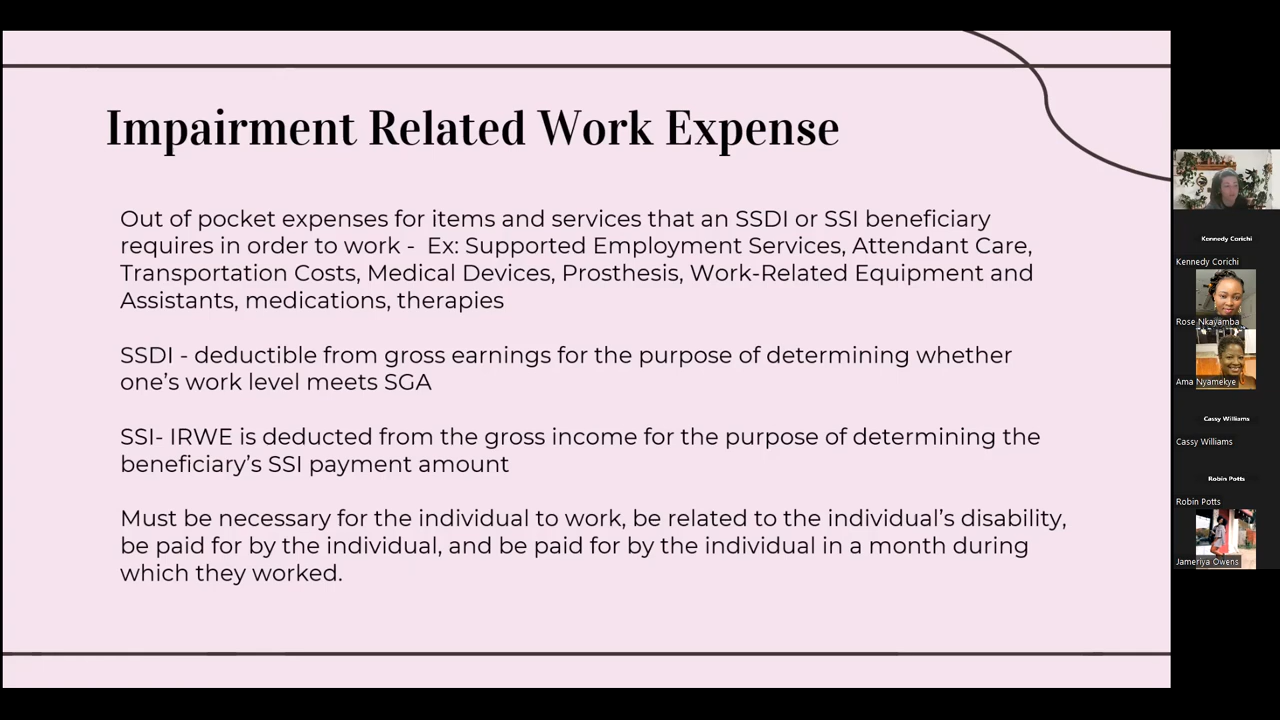 Impairment Related Work Expense
Out of pocket expenses for items and services that an SSDI or SSI beneficiary
requires in order to work -  Ex: Supported Employment Services, Attendant Care,
Transportation Costs, Medical Devices, Prosthesis, Work-Related Equipment and
Assistants, medications, therapies
SSDI - deductible from gross earnings for the purpose of determining whether
one’s work level meets SGA
SSI- IRWE is deducted from the gross income for the purpose of determining the
beneficiary’s SSI payment amount
Must be necessary for the individual to work, be related to the individual’s disability,
be paid for by the individual, and be paid for by the individual in a month during
which they worked.
Kennedy Corichi
Kennedy Corichi
Rose Nkayamba
Ama Nyamekye
Cassy Williams
Cassy Williams
Robin Potts
Robin Potts
Jameriya Owens